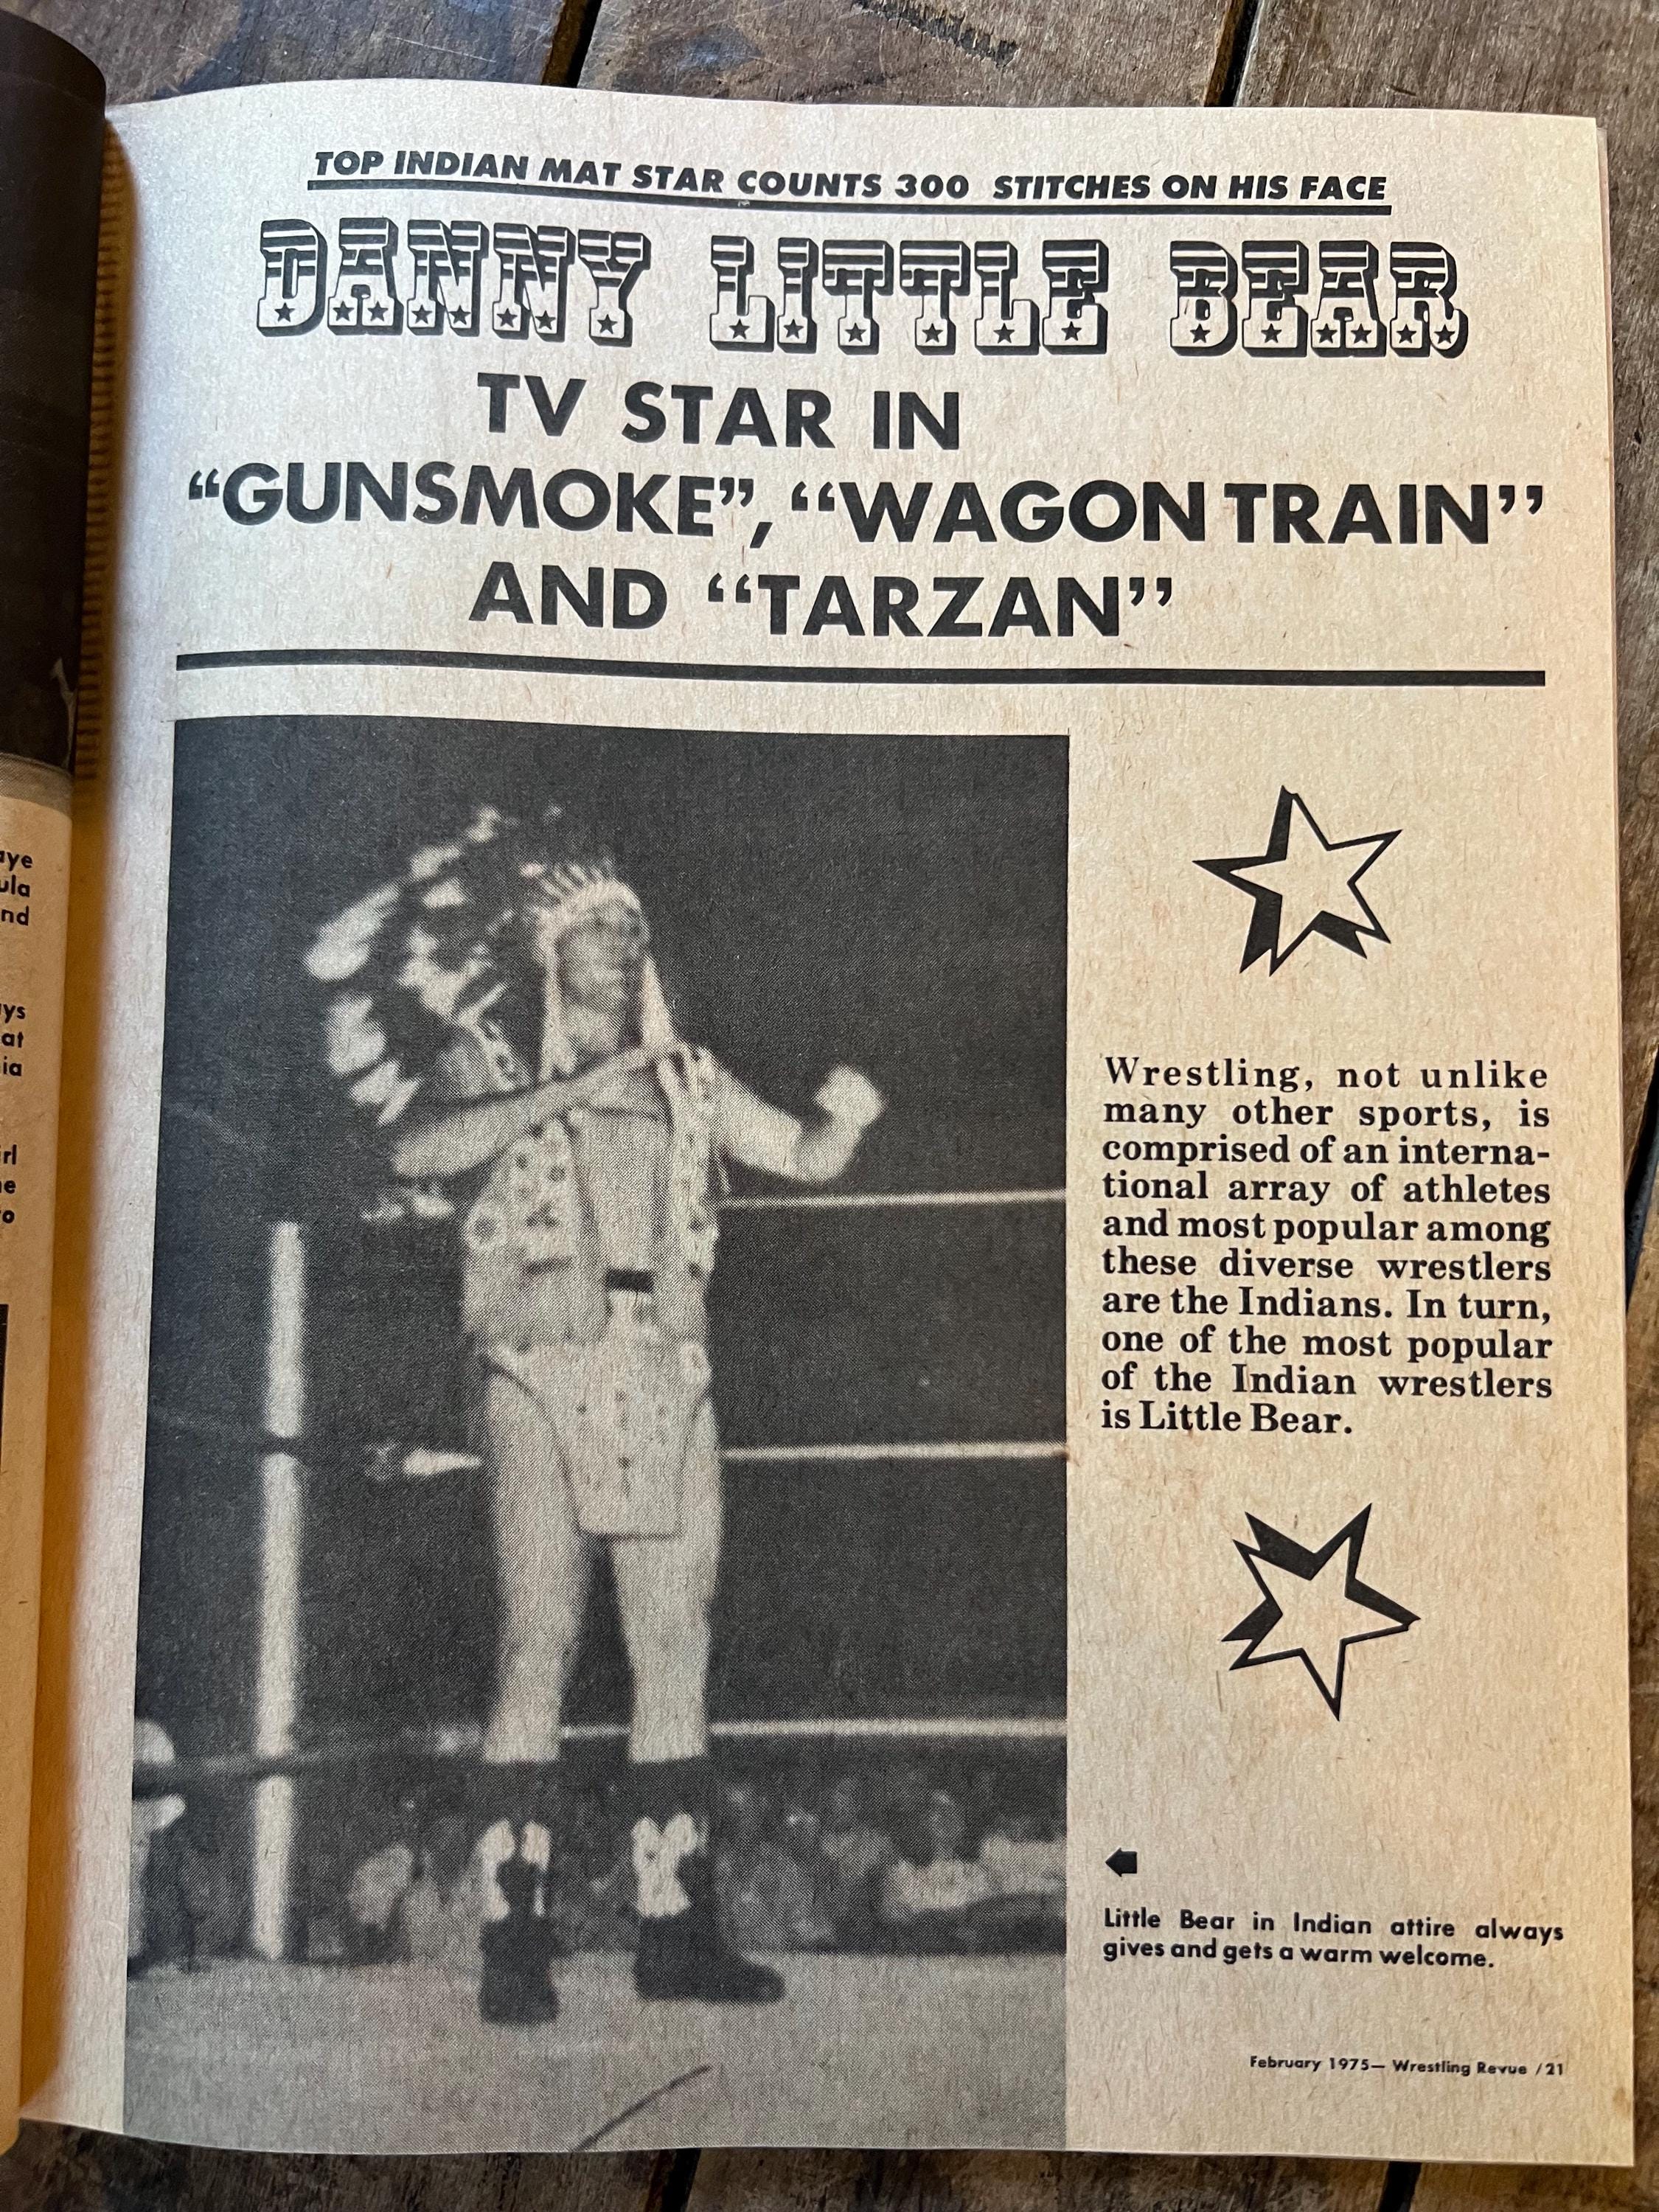 TOP INDIAN MAT STAR COUNTS 300 STITCHES ON HIS FACE
DANNY LITTLE BEAR
TV STAR IN
“GUNSMOKE”, “WAGON TRAIN”
AND “TARZAN”
Wrestling, not unlike
many other sports, is
comprised of an interna-
tional array of athletes
and most popular among
these diverse wrestlers
are the Indians. In turn,
one of the most popular
of the Indian wrestlers
is Little Bear.
Little Bear in Indian attire always
gives and gets a warm welcome.
February 1975— Wrestling Revue /21